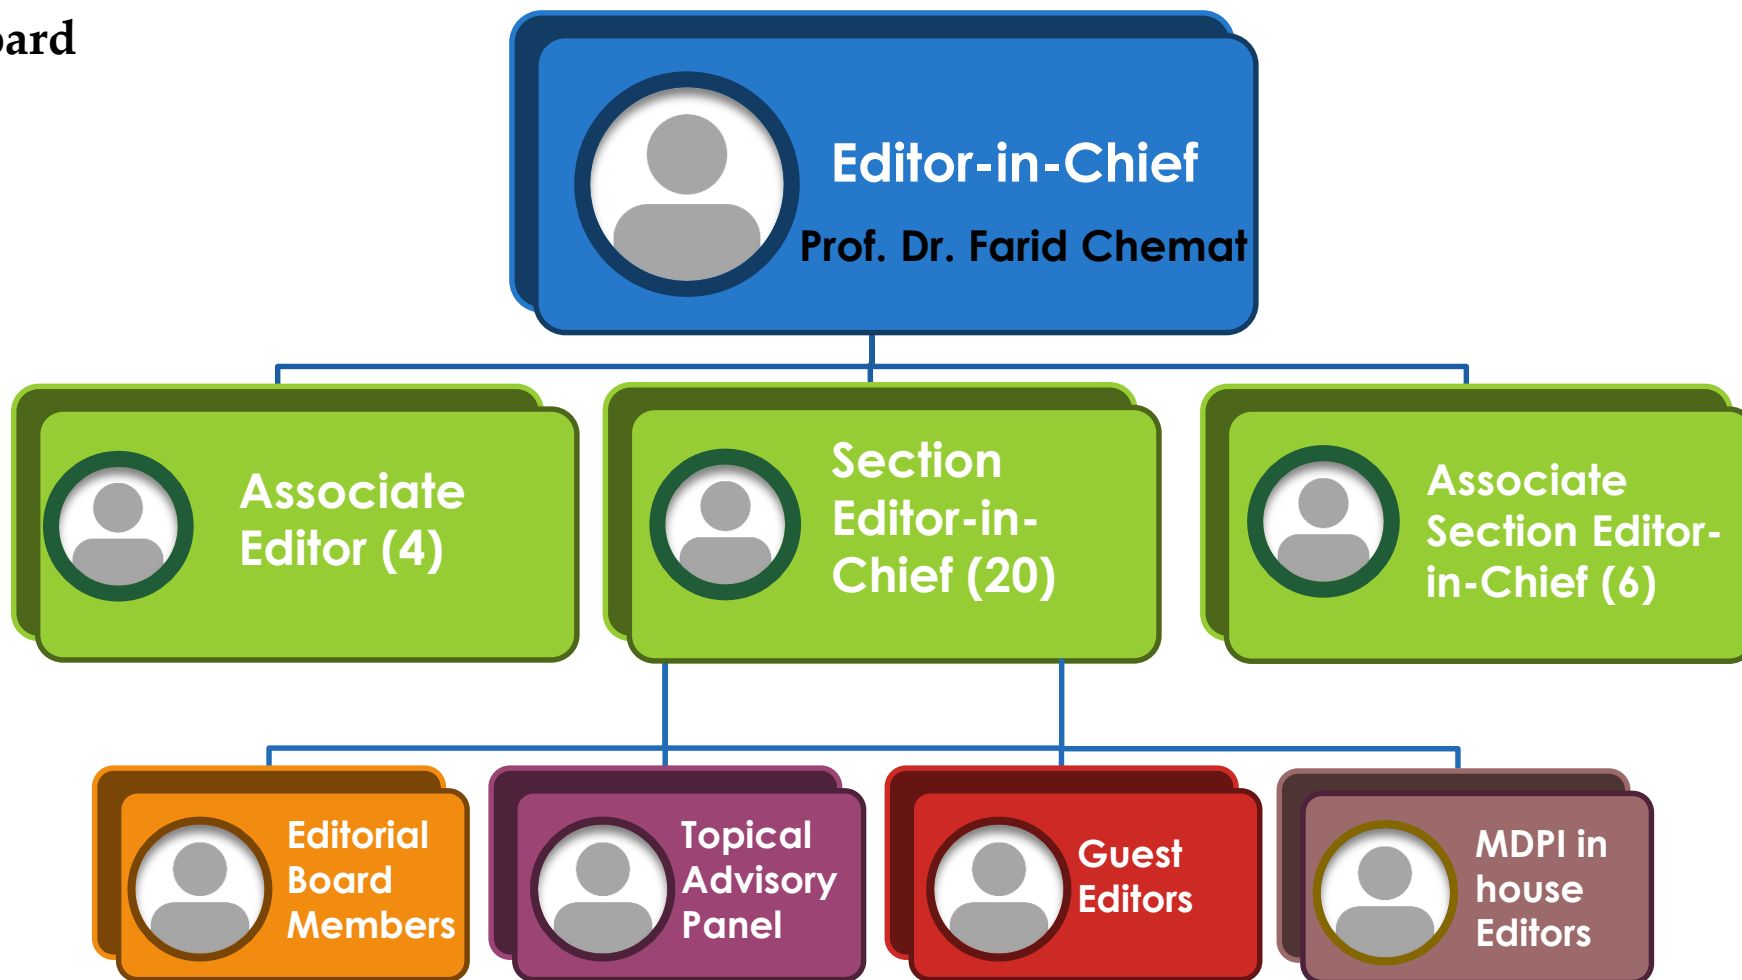 Editor-in-Chief
Prof. Dr. Farid Chemat
Associate
Editor (4)
Section
Editor-in-
Chief (20)
Associate
Section Editor-
in-Chief (6)
Editorial
Board
Members
Topical
Advisory
Panel
Guest
Editors
MDPI in
house
Editors